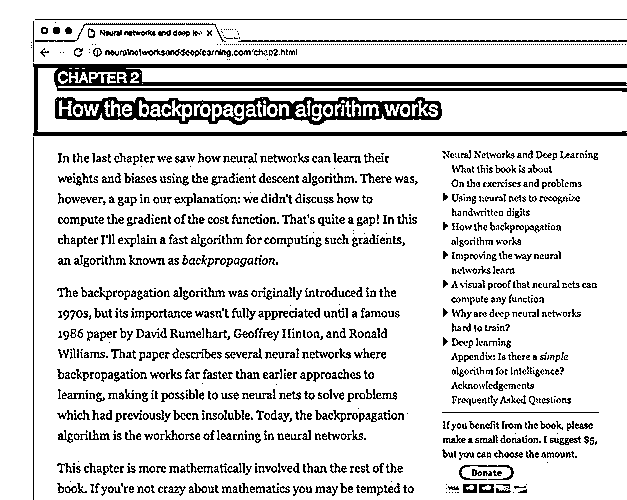 Neural networks and deep le
neuralnetworksanddeeplearning.com/chap2.html
CHAPTER 2
How the backpropagation algorithm works
In the last chapter we saw how neural networks can learn their
weights and biases using the gradient descent algorithm. There was,
however, a gap in our explanation: we didn't discuss how to
compute the gradient of the cost function. That's quite a gap! In this
chapter I'll explain a fast algorithm for computing such gradients,
an algorithm known as backpropagation.
The backpropagation algorithm was originally introduced in the
1970s, but its importance wasn't fully appreciated until a famous
1986 paper by David Rumelhart, Geoffrey Hinton, and Ronald
Williams. That paper describes several neural networks where
backpropagation works far faster than earlier approaches to
learning, making it possible to use neural nets to solve problems
which had previously been insoluble. Today, the backpropagation
algorithm is the workhorse of learning in neural networks.
This chapter is more mathematically involved than the rest of the
book. If you're not crazy about mathematics you may be tempted to
Neural Networks and Deep Learning
What this book is about
On the exercises and problems
Using neural nets to recognize
handwritten digits
How the backpropagation
algorithm works
Improving the way neural
networks learn
A visual proof that neural nets can
compute any function
Why are deep neural networks
hard to train?
Deep learning
Appendix: Is there a simple
algorithm for intelligence?
Acknowledgements
Frequently Asked Questions
If you benefit from the book, please
make a small donation. I suggest $5,
but you can choose the amount.
Donate